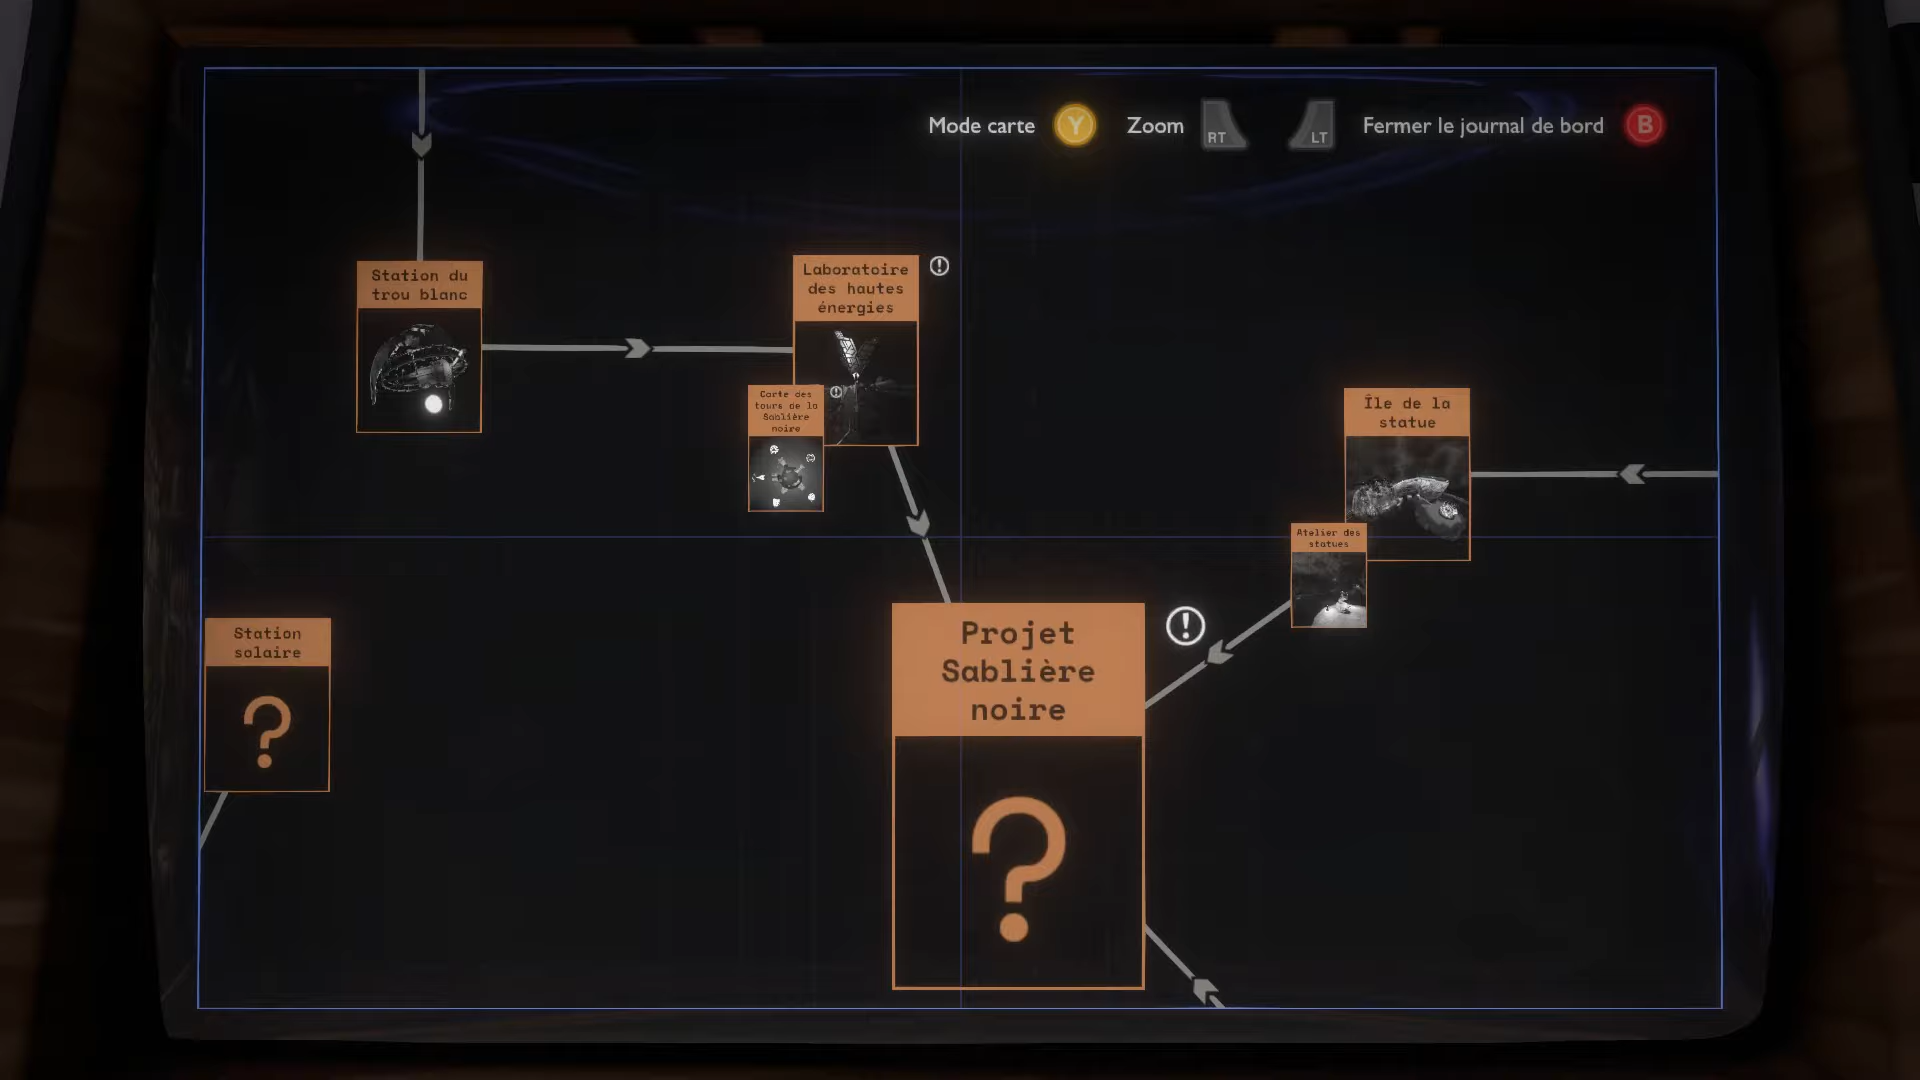 Mode carte Y Zoom RT LT Fermer le journal de bord B
Station du
trou blanc
Laboratoire
des hautes
énergies
Carte des
tours de la
Sablière
noire
Île de la
statue
Atelier des
statues
Station
solaire
?
Projet
Sablière
noire
?